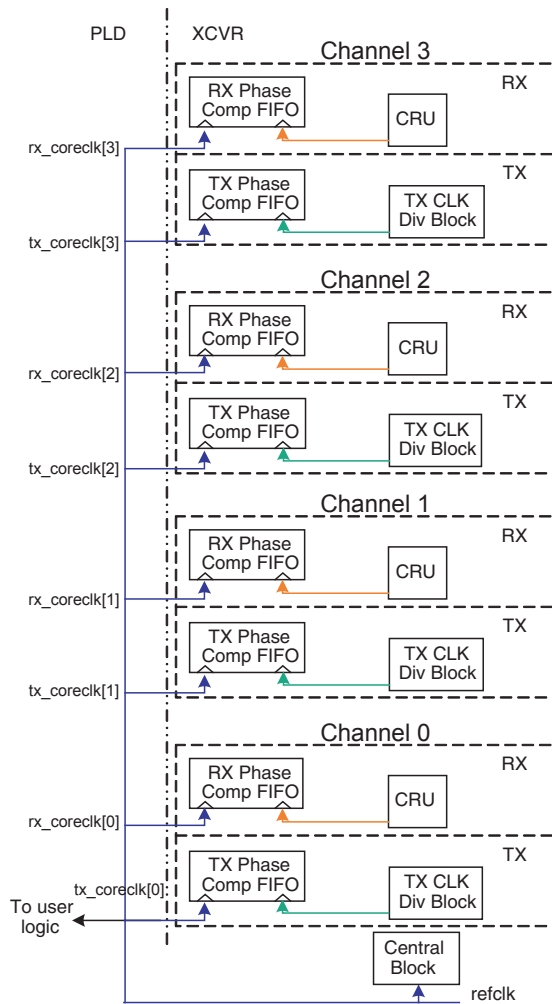 PLD XCVR
Channel 3
RX Phase
Comp FIFO
RX
CRU
rx_coreclk[3]
TX Phase
Comp FIFO
TX
TX CLK
Div Block
tx_coreclk[3]
Channel 2
RX Phase
Comp FIFO
RX
CRU
rx_coreclk[2]
TX Phase
Comp FIFO
TX
TX CLK
Div Block
tx_coreclk[2]
Channel 1
RX Phase
Comp FIFO
RX
CRU
rx_coreclk[1]
TX Phase
Comp FIFO
TX
TX CLK
Div Block
tx_coreclk[1]
Channel 0
RX Phase
Comp FIFO
RX
CRU
rx_coreclk[0]
TX Phase
Comp FIFO
TX
TX CLK
Div Block
tx_coreclk[0]
To user
logic
Central
Block
refclk